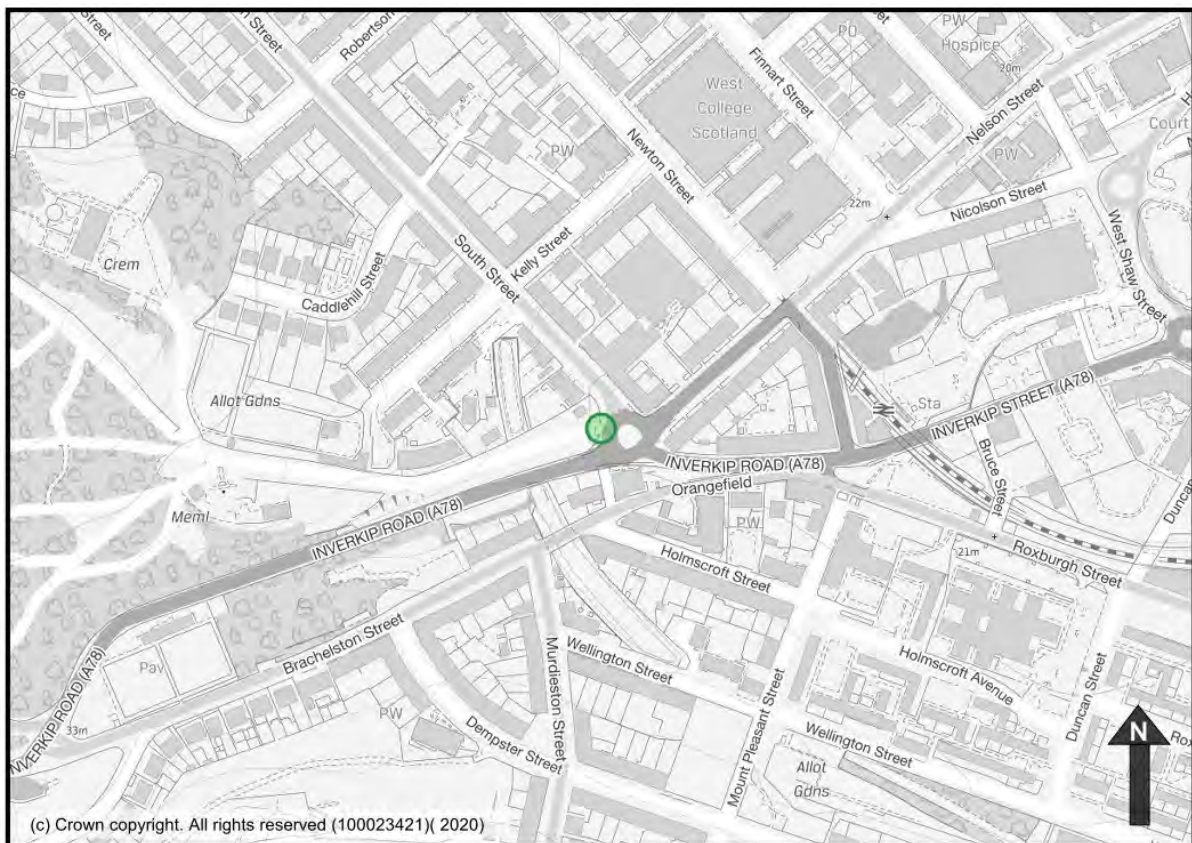 Street
n Street
Robertson
PO
PW
Hospice
20m
Finnart Street
Nelson Street
West
College
Scotland
Newton Street
PW
PW
Court
ce
22m
Nicolson Street
West Shaw Street
Crem
South Street
Kelly Street
Caddlehill Street
Allot Gdns
Sta
INVERKIP STREET (A78)
INVERKIP ROAD (A78)
Orangefield
Bruce Street
Duncan
Meml
INVERKIP ROAD (A78)
PW
21m
Roxburgh Street
Holmscroft Street
Brachelston Street
Pav
Murdieston Street
Wellington Street
Holmscroft Avenue
Duncan Street
INVERKIP ROAD (A78)
33m
PW
Dempster Street
Mount Pleasant Street
Wellington Street
Allot
Gdns
Rox
N
(c) Crown copyright. All rights reserved (100023421)( 2020)